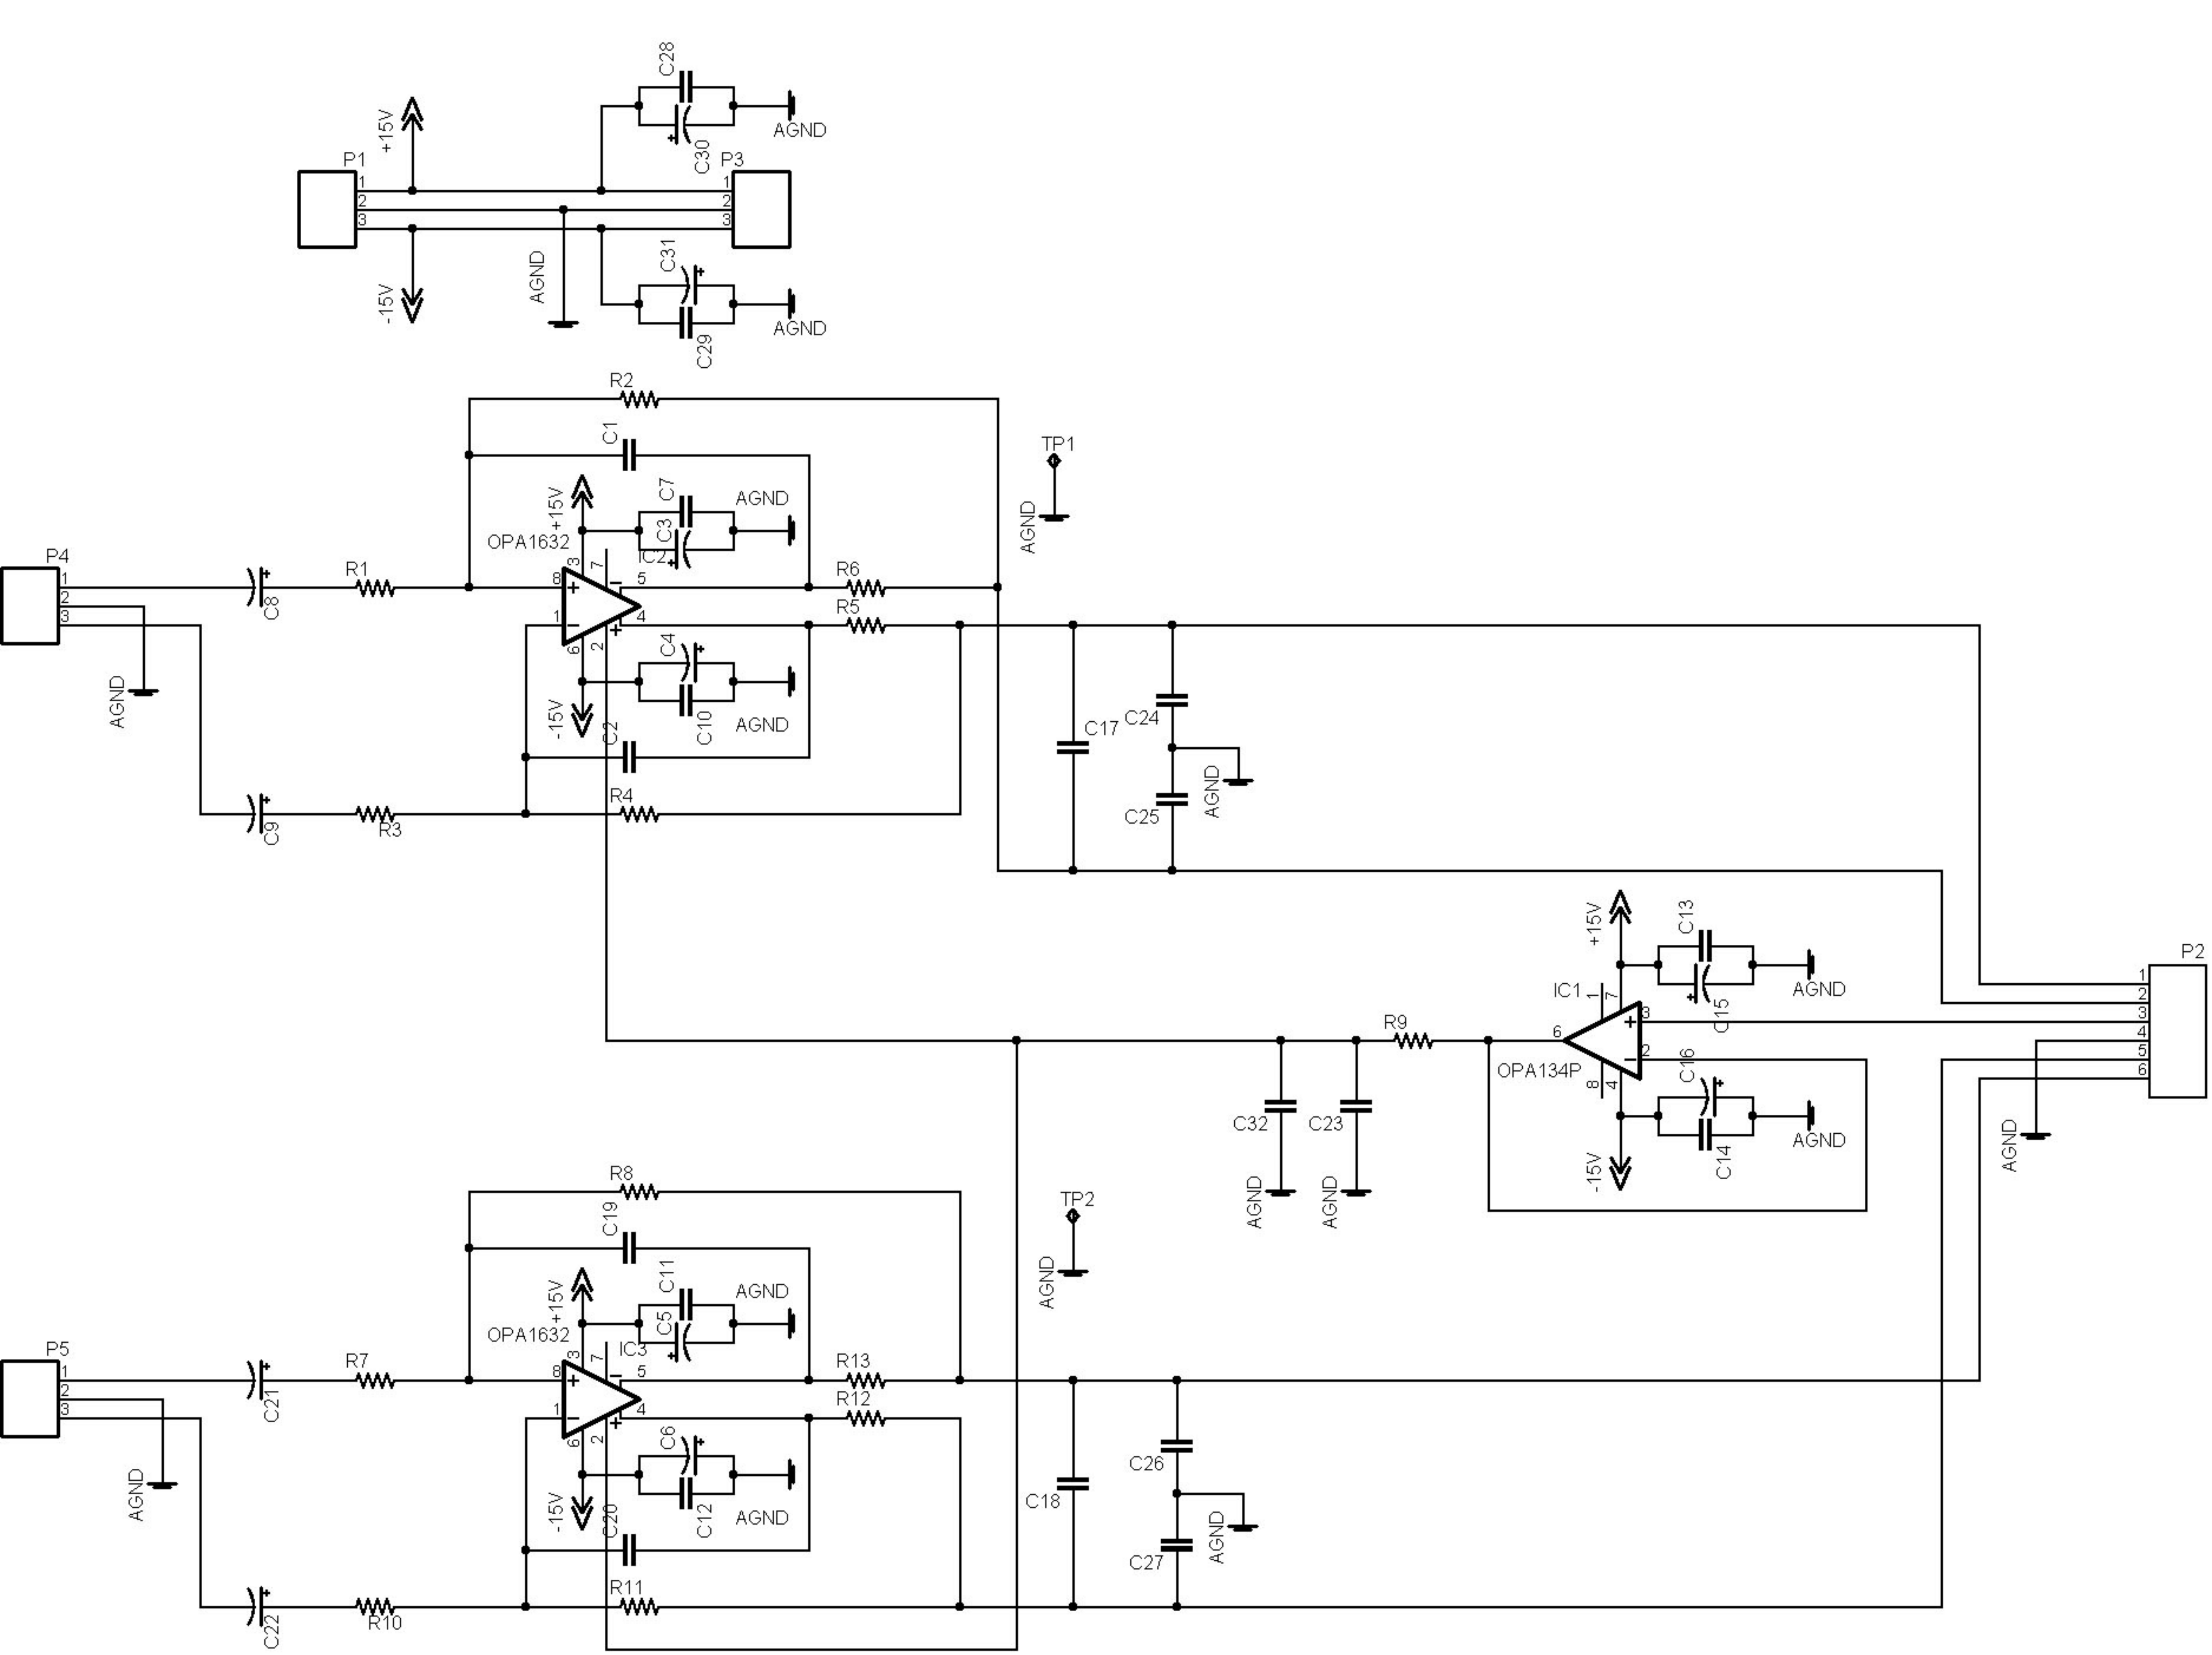 C28
+15V
AGND
C30
P1
P3
1
1
2
2
3
3
C31
AGND
-15V
AGND
C29
R2
C1
TP1
C7
AGND
+15V
C3
AGND
OPA1632
IC2
P4
3
7
R1
R6
1
8
+
−
5
2
C8
R5
3
1
−
+
4
6
2
C4
AGND
-15V
C2
C10
AGND
C17
C24
AGND
R4
C25
C9
R3
+15V
C13
P2
IC1
1
7
AGND
1
C15
2
3
3
R9
6
+
4
2
5
OPA134P
−
C16
6
8
4
C32
C23
AGND
AGND
-15V
C14
AGND
AGND
R8
TP2
C19
C11
AGND
+15V
C5
AGND
OPA1632
IC3
P5
3
7
R7
R13
1
8
+
−
5
2
C21
R12
3
1
−
+
4
6
2
C6
C26
AGND
-15V
C20
C12
AGND
C18
AGND
C27
R11
C22
R10